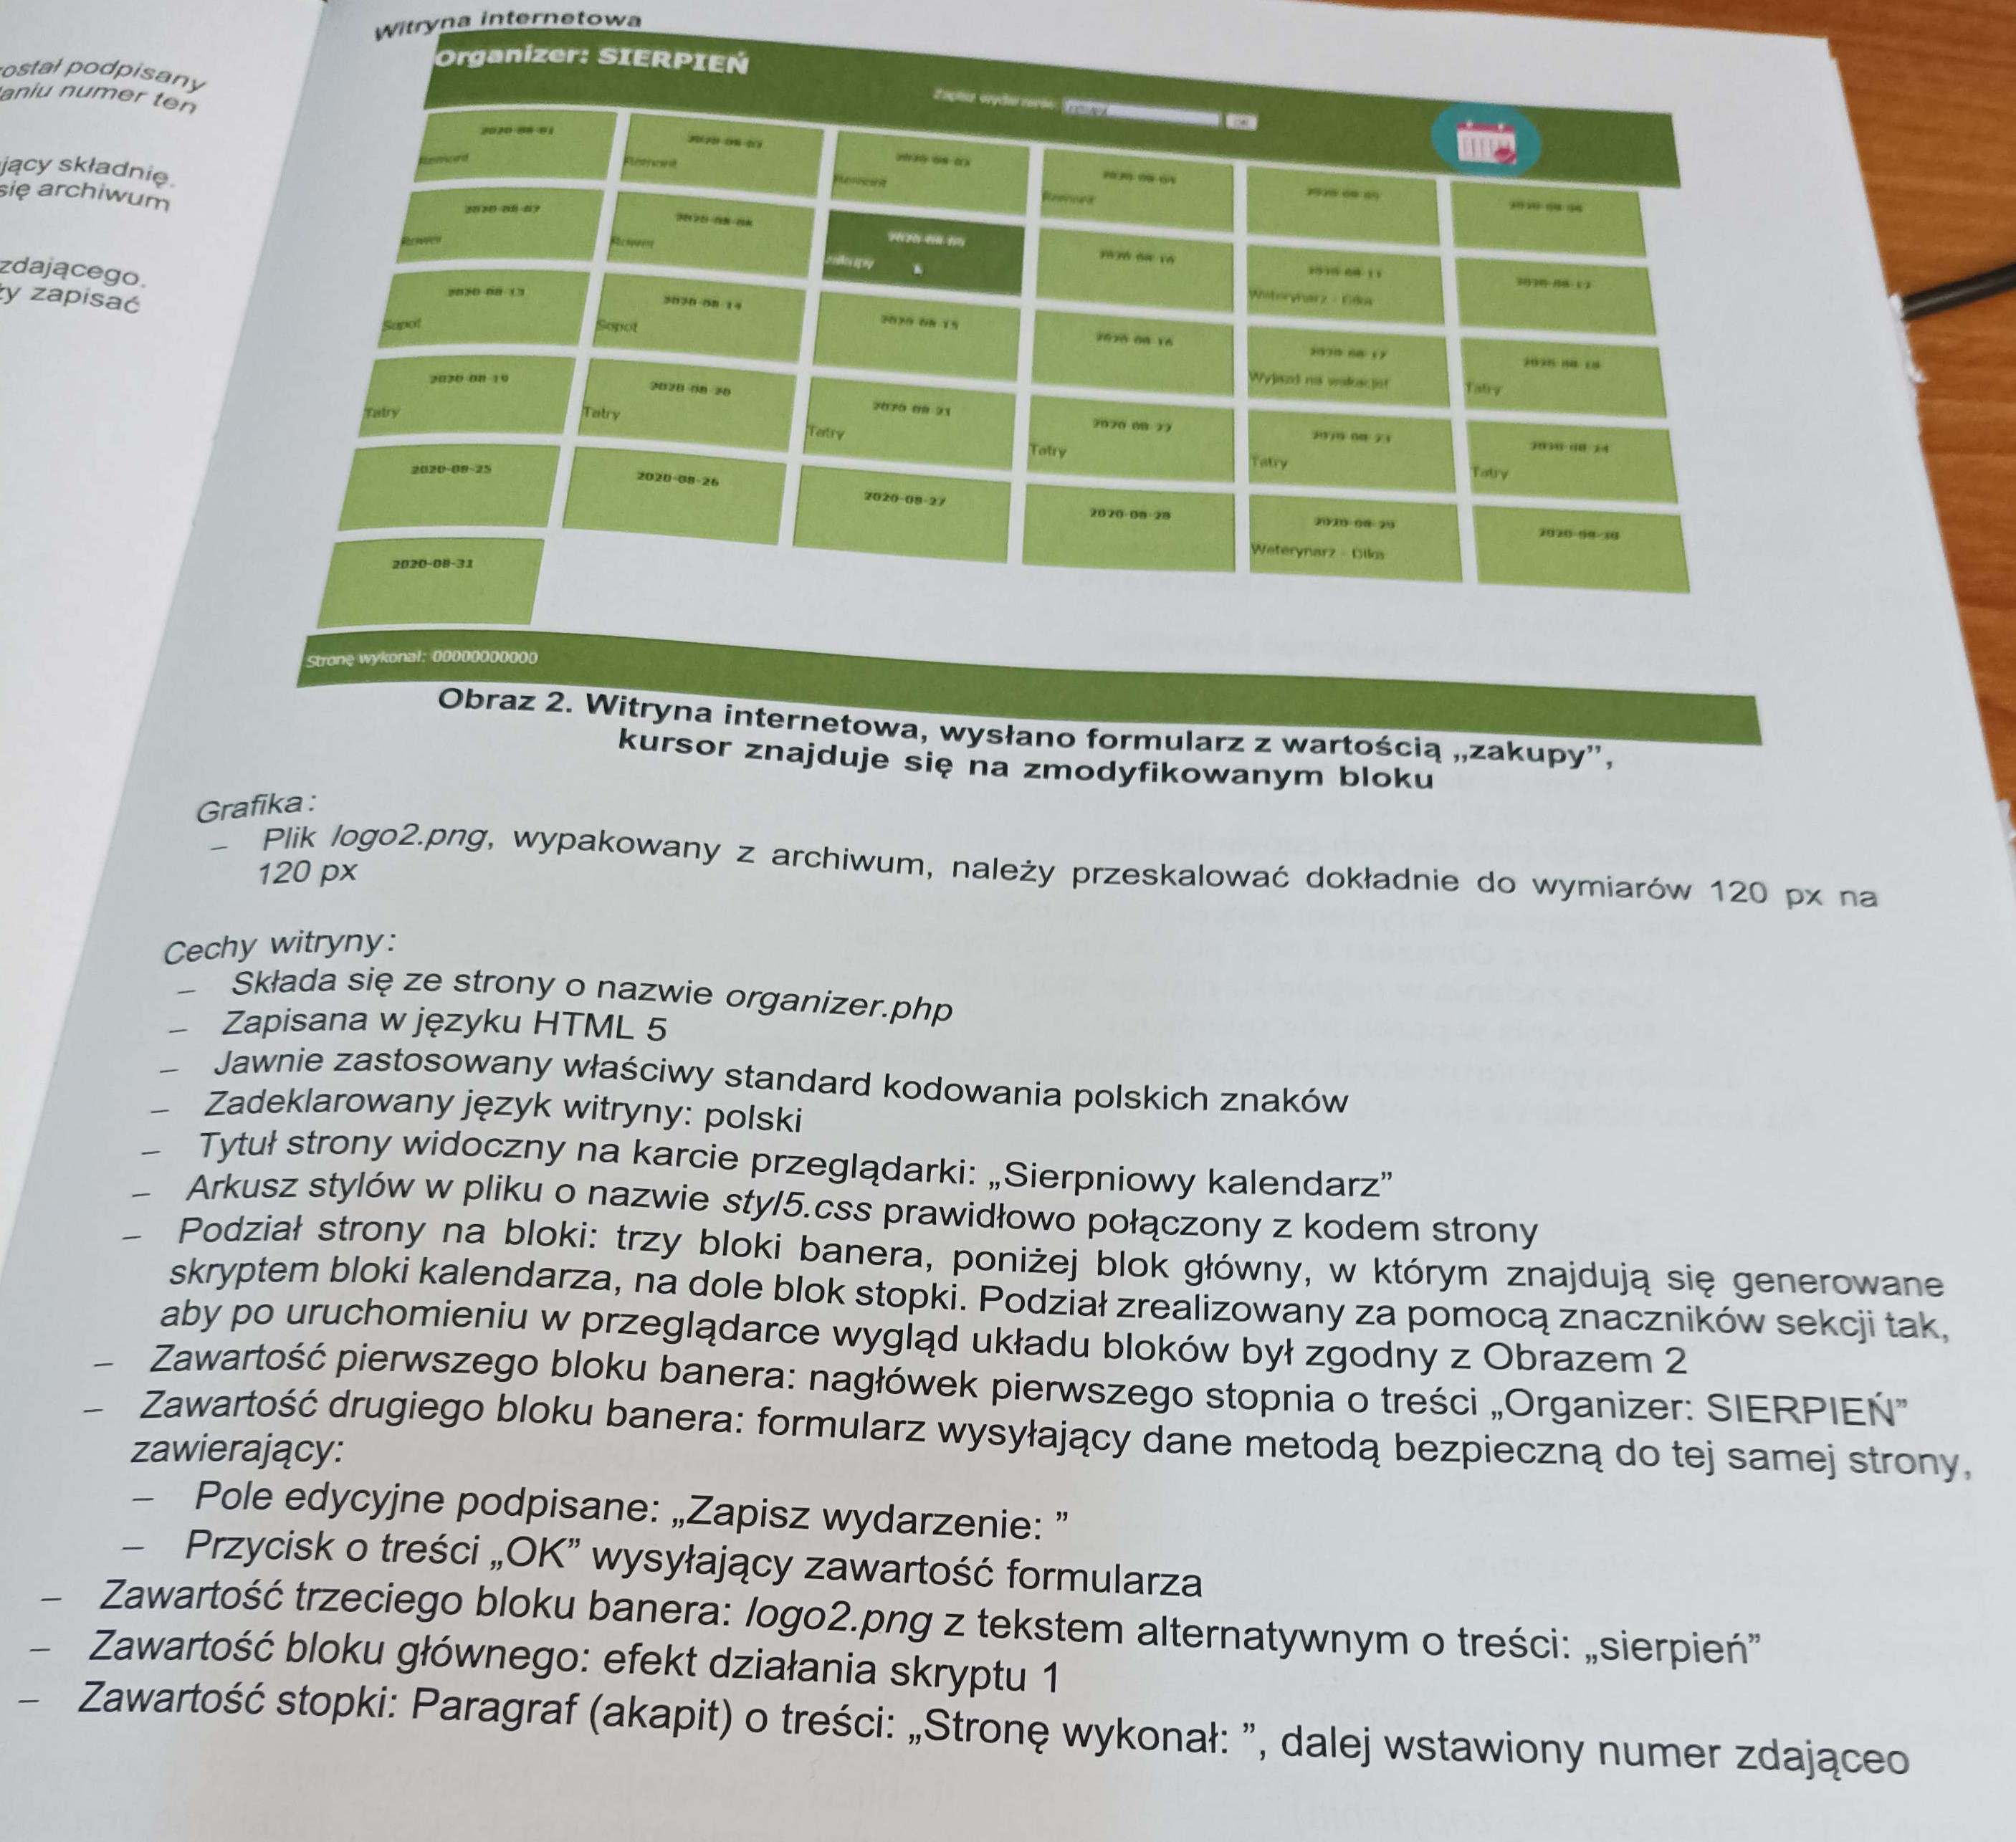 ostał podpisany
aniu numer ten
jący składnię.
się archiwum
zdającego.
ży zapisać
Witryna internetowa
Organizer: SIERPIEŃ
Zapisz wydarzenie:
OK
2020-08-01 2020-08-02 2020-08-03 2020-08-04 2020-08-05 2020-08-06
Remont Remont Remont Remont
2020-08-07 2020-08-08 2020-08-09 2020-08-10 2020-08-11 2020-08-12
Rower Rower zakupy Weterynarz - Dika
2020-08-13 2020-08-14 2020-08-15 2020-08-16 2020-08-17 2020-08-18
Sopot Sopot Wyjazd na wakacje! Tatry
2020-08-19 2020-08-20 2020-08-21 2020-08-22 2020-08-23 2020-08-24
Tatry Tatry Tatry Tatry Tatry Tatry
2020-08-25 2020-08-26 2020-08-27 2020-08-28 2020-08-29 2020-08-30
Weterynarz - Dika
2020-08-31
Stronę wykonał: 00000000000
Obraz 2. Witryna internetowa, wysłano formularz z wartością „zakupy”,
kursor znajduje się na zmodyfikowanym bloku
Grafika:
– Plik logo2.png, wypakowany z archiwum, należy przeskalować dokładnie do wymiarów 120 px na
120 px
Cechy witryny:
– Składa się ze strony o nazwie organizer.php
– Zapisana w języku HTML 5
– Jawnie zastosowany właściwy standard kodowania polskich znaków
– Zadeklarowany język witryny: polski
– Tytuł strony widoczny na karcie przeglądarki: „Sierpniowy kalendarz”
– Arkusz stylów w pliku o nazwie styl5.css prawidłowo połączony z kodem strony
– Podział strony na bloki: trzy bloki banera, poniżej blok główny, w którym znajdują się generowane
skryptem bloki kalendarza, na dole blok stopki. Podział zrealizowany za pomocą znaczników sekcji tak,
aby po uruchomieniu w przeglądarce wygląd układu bloków był zgodny z Obrazem 2
– Zawartość pierwszego bloku banera: nagłówek pierwszego stopnia o treści „Organizer: SIERPIEŃ”
– Zawartość drugiego bloku banera: formularz wysyłający dane metodą bezpieczną do tej samej strony,
zawierający:
– Pole edycyjne podpisane: „Zapisz wydarzenie: ”
– Przycisk o treści „OK” wysyłający zawartość formularza
– Zawartość trzeciego bloku banera: logo2.png z tekstem alternatywnym o treści: „sierpień”
– Zawartość bloku głównego: efekt działania skryptu 1
– Zawartość stopki: Paragraf (akapit) o treści: „Stronę wykonał: ”, dalej wstawiony numer zdająceo